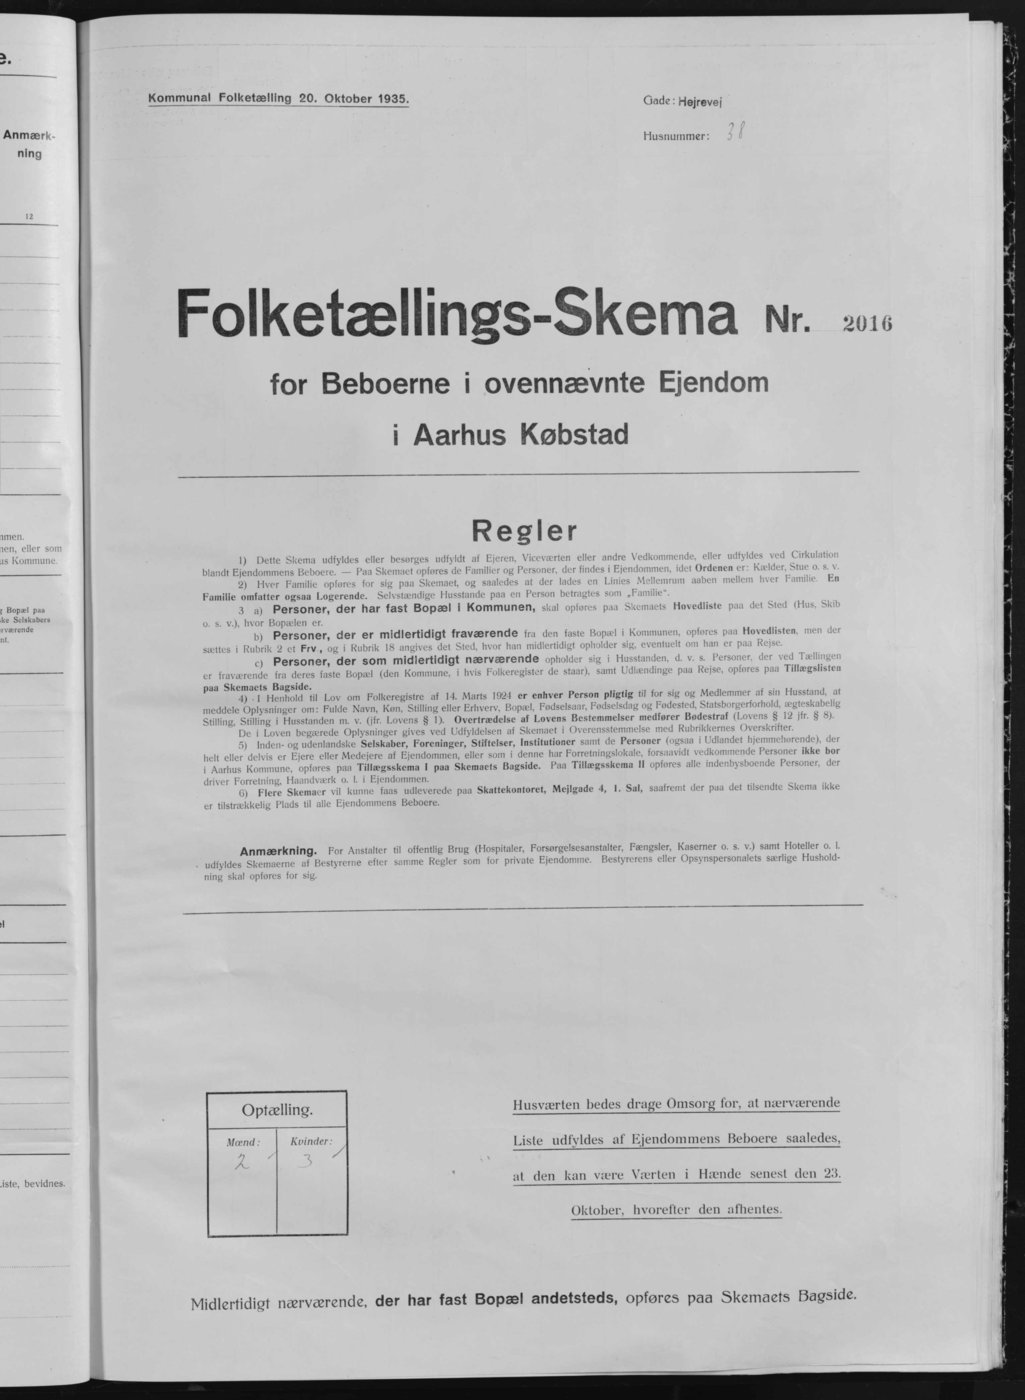 e.
Anmærk-
ning
12
mmen.
nen, eller som
us Kommune.
g Bopæl paa
ske Selskabers
ærværende
nt.
el
Liste, bevidnes.
Kommunal Folketælling 20. Oktober 1935.
Gade: Hejrevej
Husnummer: 38
Folketællings-Skema Nr. 2016
for Beboerne i ovennævnte Ejendom
i Aarhus Købstad
Regler
1) Dette Skema udfyldes eller besørges udfyldt af Ejeren, Viceværten eller andre Vedkommende, eller udfyldes ved Cirkulation
blandt Ejendommens Beboere. — Paa Skemaet opføres de Familier og Personer, der findes i Ejendommen, idet Ordenen er: Kælder, Stue o. s. v.
2) Hver Familie opføres for sig paa Skemaet, og saaledes at der lades en Linies Mellemrum aaben mellem hver Familie. En
Familie omfatter ogsaa Logerende. Selvstændige Husstande paa en Person betragtes som „Familie".
3 a) Personer, der har fast Bopæl i Kommunen, skal opføres paa Skemaets Hovedliste paa det Sted (Hus, Skib
o. s. v.), hvor Bopælen er.
b) Personer, der er midlertidigt fraværende fra den faste Bopæl i Kommunen, opføres paa Hovedlisten, men der
sættes i Rubrik 2 et Frv., og i Rubrik 18 angives det Sted, hvor han midlertidigt opholder sig, eventuelt om han er paa Rejse.
c) Personer, der som midlertidigt nærværende opholder sig i Husstanden, d. v. s. Personer, der ved Tællingen
er fraværende fra deres faste Bopæl (den Kommune, i hvis Folkeregister de staar), samt Udlændinge paa Rejse, opføres paa Tillægslisten
paa Skemaets Bagside.
4) I Henhold til Lov om Folkeregistre af 14. Marts 1924 er enhver Person pligtig til for sig og Medlemmer af sin Husstand, at
meddele Oplysninger om: Fulde Navn, Køn, Stilling eller Erhverv, Bopæl, Fødselsaar, Fødselsdag og Fødested, Statsborgerforhold, ægteskabelig
Stilling, Stilling i Husstanden m. v. (jfr. Lovens § 1). Overtrædelse af Lovens Bestemmelser medfører Bødestraf (Lovens § 12 jfr. § 8).
De i Loven begærede Oplysninger gives ved Udfyldelsen af Skemaet i Overensstemmelse med Rubrikkernes Overskrifter.
5) Inden- og udenlandske Selskaber, Foreninger, Stiftelser, Institutioner samt de Personer (ogsaa i Udlandet hjemmehørende), der
helt eller delvis er Ejere eller Medejere af Ejendommen, eller som i denne har Forretningslokale, forsaavidt vedkommende Personer ikke bor
i Aarhus Kommune, opføres paa Tillægsskema I paa Skemaets Bagside. Paa Tillægsskema II opføres alle indenbysboende Personer, der
driver Forretning, Haandværk o. l. i Ejendommen.
6) Flere Skemaer vil kunne faas udleverede paa Skattekontoret, Mejlgade 4, 1. Sal, saafremt der paa det tilsendte Skema ikke
er tilstrækkelig Plads til alle Ejendommens Beboere.
Anmærkning. For Anstalter til offentlig Brug (Hospitaler, Forsørgelsesanstalter, Fængsler, Kaserner o. s. v.) samt Hoteller o. l.
udfyldes Skemaerne af Bestyrerne efter samme Regler som for private Ejendomme. Bestyrerens eller Opsynspersonalets særlige Hushold-
ning skal opføres for sig.
Optælling.
Mænd: Kvinder:
2 3
Husværten bedes drage Omsorg for, at nærværende
Liste udfyldes af Ejendommens Beboere saaledes,
at den kan være Værten i Hænde senest den 23.
Oktober, hvorefter den afhentes.
Midlertidigt nærværende, der har fast Bopæl andetsteds, opføres paa Skemaets Bagside.